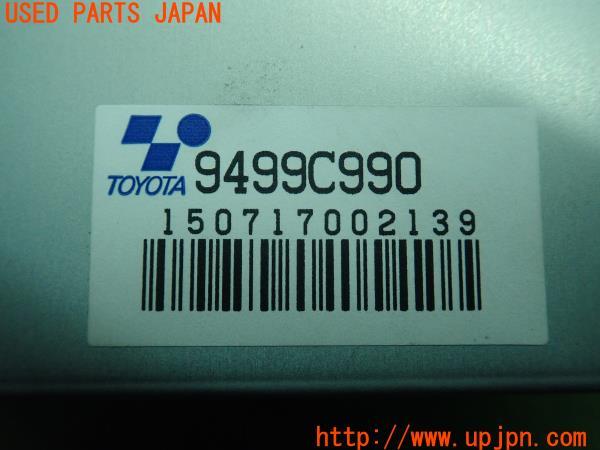 USED PARTS JAPAN
TOYOTA 9499C990
150717002139
http://www.upjpn.com